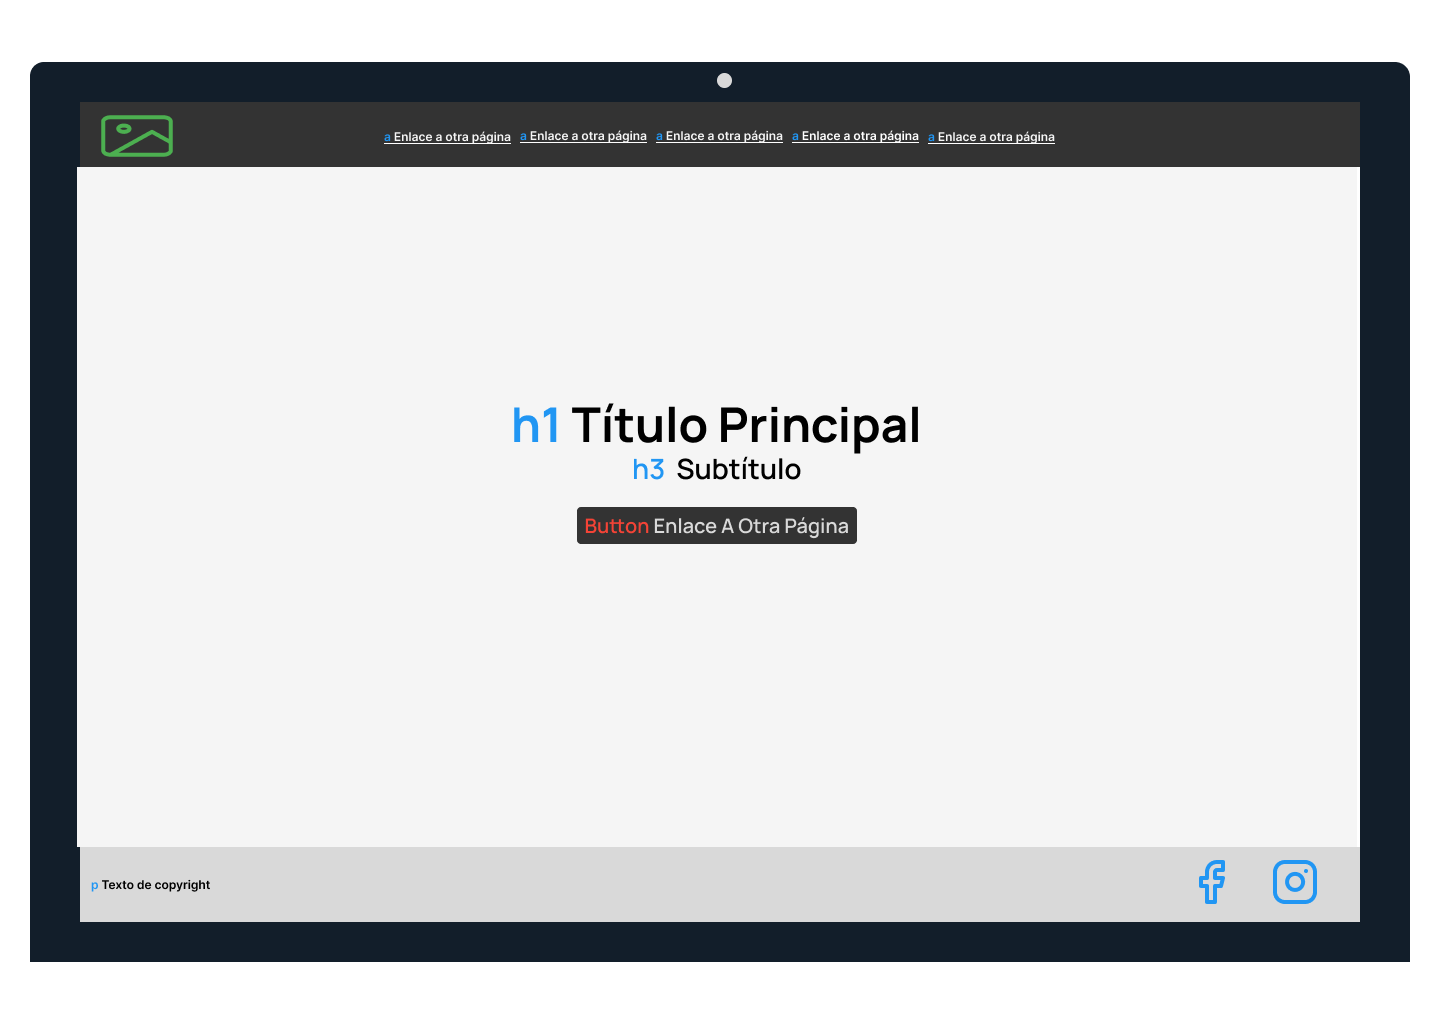 a Enlace a otra página a Enlace a otra página a Enlace a otra página a Enlace a otra página a Enlace a otra página
h1 Título Principal
h3 Subtítulo
Button Enlace A Otra Página
p Texto de copyright